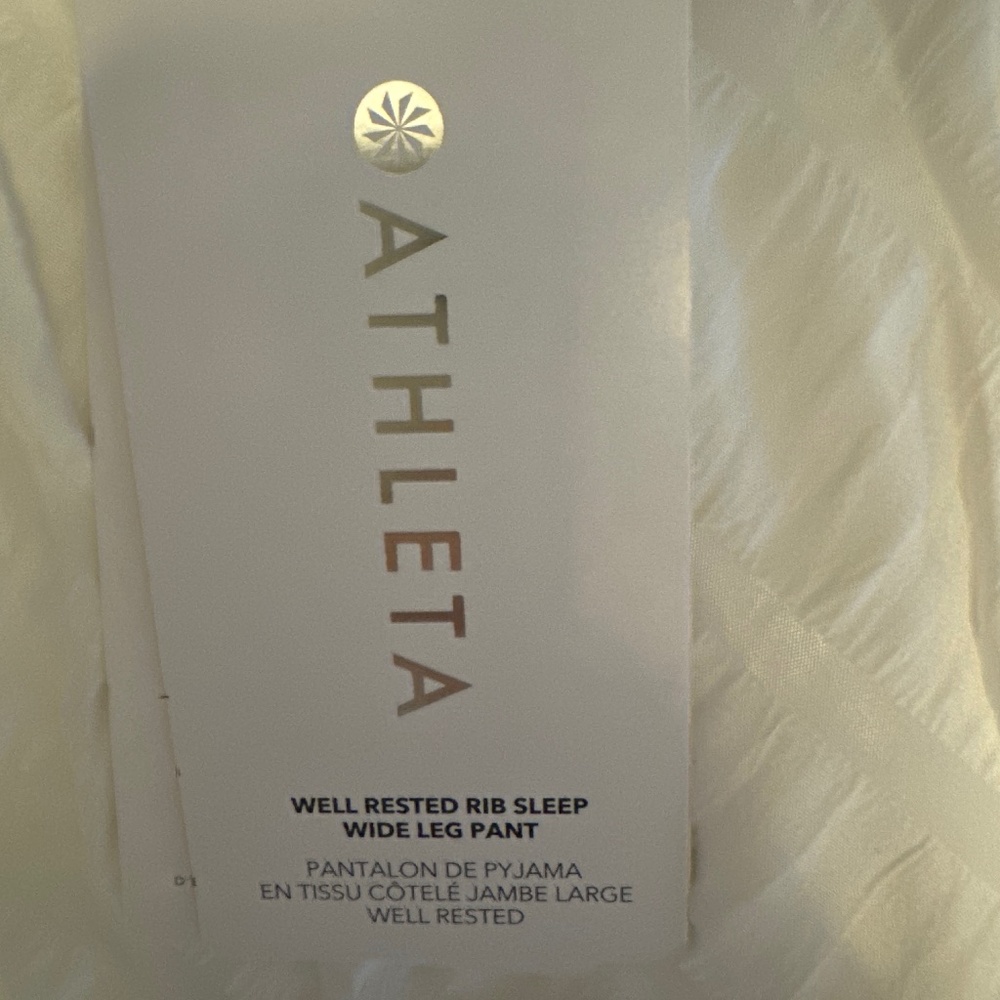 ATHLETA
WELL RESTED RIB SLEEP
WIDE LEG PANT
PANTALON DE PYJAMA
EN TISSU CÔTELÉ JAMBE LARGE
WELL RESTED